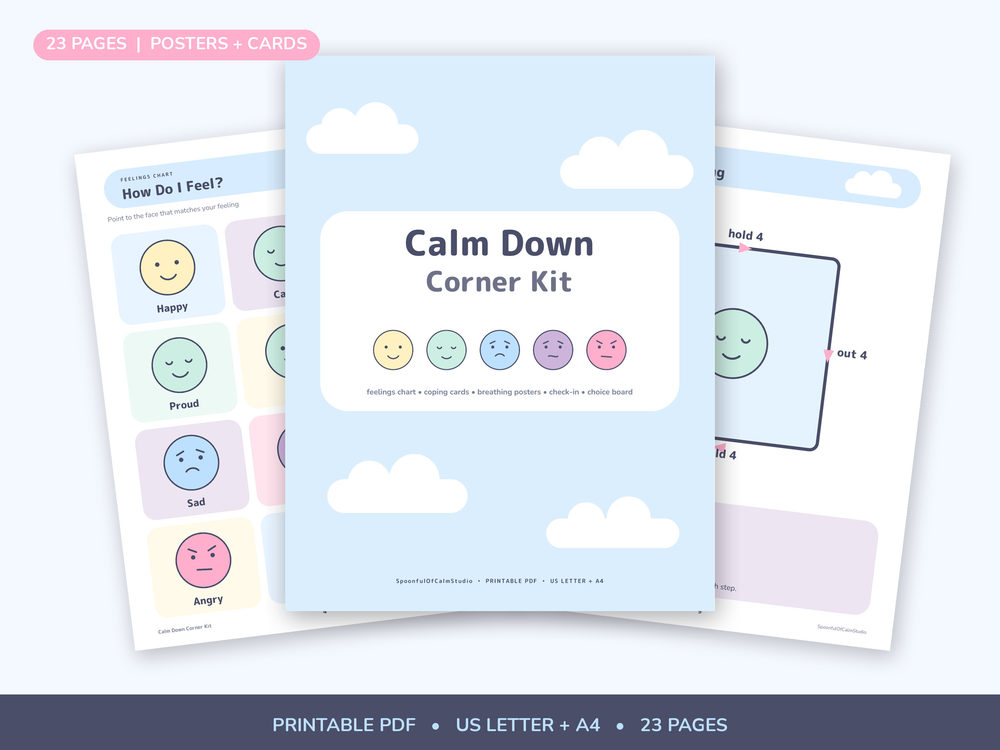 23 PAGES | POSTERS + CARDS
FEELINGS CHART
How Do I Feel?
Point to the face that matches your feeling
Happy
Proud
Sad
Angry
Calm Down Corner Kit
Calm Down
Corner Kit
feelings chart • coping cards • breathing posters • check-in • choice board
SpoonfulOfCalmStudio • PRINTABLE PDF • US LETTER + A4
hold 4
out 4
step.
SpoonfulOfCalmStudio
PRINTABLE PDF • US LETTER + A4 • 23 PAGES